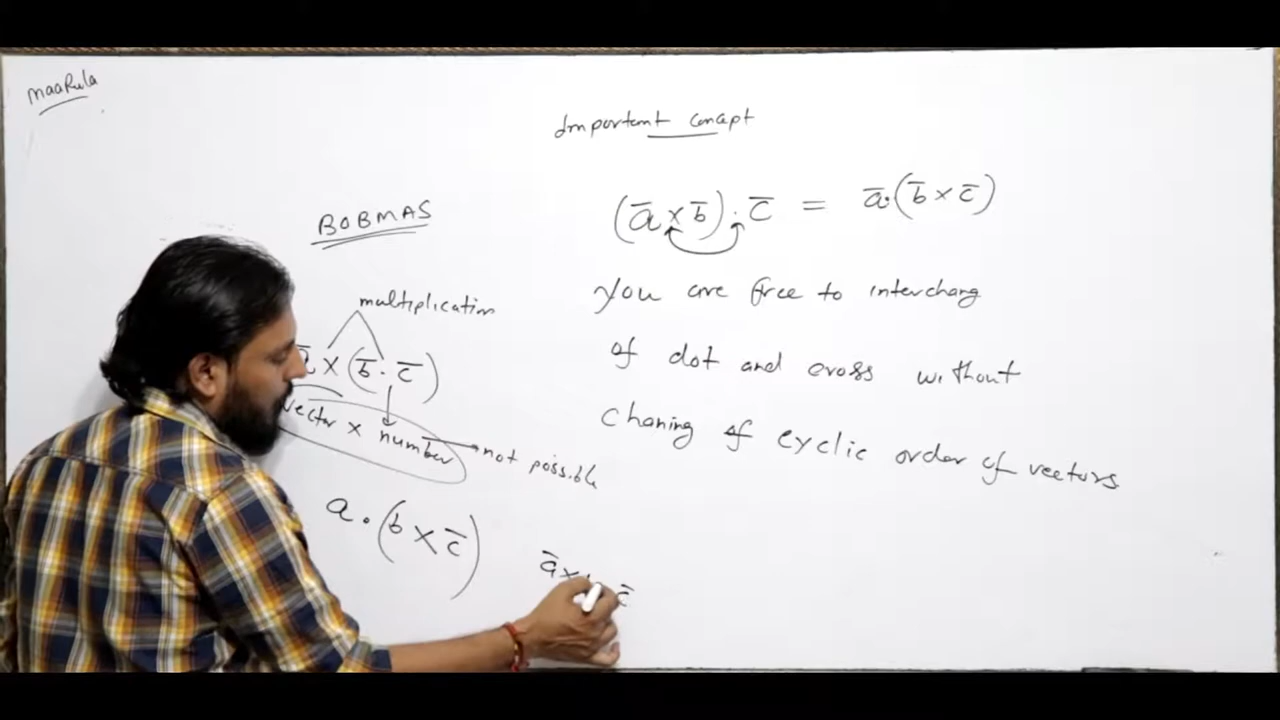 maaRula
Important concept
(a̅ × b̅) · c̅ = a̅·(b̅ × c̅)
You are free to interchang
of dot and cross without
chaning of cyclic order of vectors
BOBMAS
multiplication
a̅ × (b̅ · c̅)
vector × number → not possible
a · (b × c̅)
a̅ × c̅